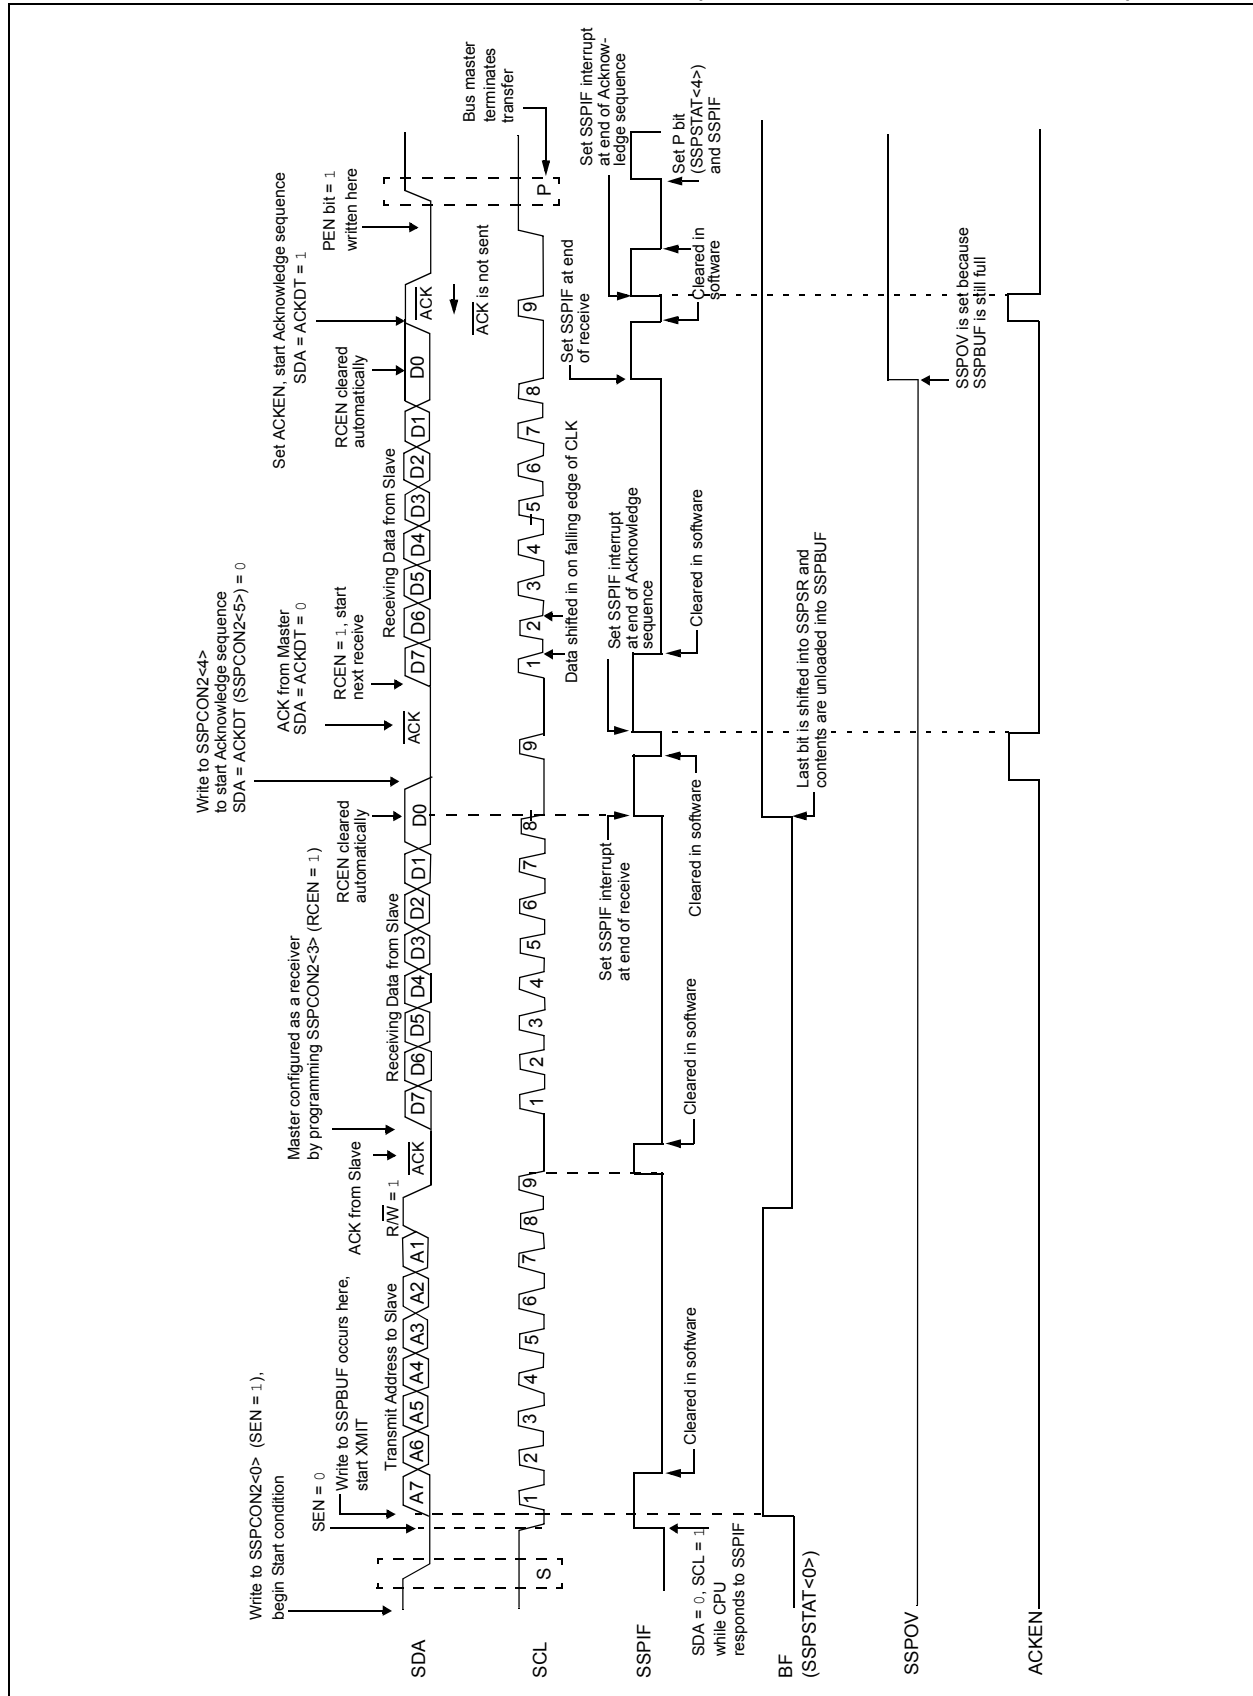 Write to SSPCON2<0> (SEN = 1),
begin Start condition
SEN = 0
Write to SSPBUF occurs here,
start XMIT
ACK from Slave
Master configured as a receiver
by programming SSPCON2<3> (RCEN = 1)
RCEN cleared
automatically
Write to SSPCON2<4>
to start Acknowledge sequence
SDA = ACKDT (SSPCON2<5>) = 0
ACK from Master
SDA = ACKDT = 0
RCEN = 1, start
next receive
RCEN cleared
automatically
Set ACKEN, start Acknowledge sequence
SDA = ACKDT = 1
PEN bit = 1
written here
Transmit Address to Slave
R/W = 1
Receiving Data from Slave
Receiving Data from Slave
SDA
A7 A6 A5 A4 A3 A2 A1
ACK
D7 D6 D5 D4 D3 D2 D1 D0
ACK
D7 D6 D5 D4 D3 D2 D1 D0
ACK
ACK is not sent
Bus master
terminates
transfer
SCL
S
1 2 3 4 5 6 7 8 9
1 2 3 4 5 6 7 8
9
1 2 3 4 5 6 7 8
9
P
Data shifted in on falling edge of CLK
Set SSPIF at end
of receive
Set SSPIF interrupt
at end of Acknow-
ledge sequence
Set SSPIF interrupt
at end of receive
Set SSPIF interrupt
at end of Acknowledge
sequence
SSPIF
SDA = 0, SCL = 1
while CPU
responds to SSPIF
Cleared in software
Cleared in software
Cleared in software
Cleared in software
Cleared in
software
Set P bit
(SSPSTAT<4>)
and SSPIF
BF
(SSPSTAT<0>)
Last bit is shifted into SSPSR and
contents are unloaded into SSPBUF
SSPOV
SSPOV is set because
SSPBUF is still full
ACKEN